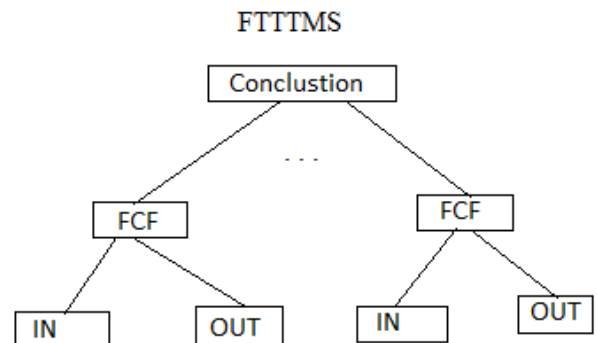 FTTTMS
Conclustion
. . .
FCF
FCF
IN
OUT
IN
OUT